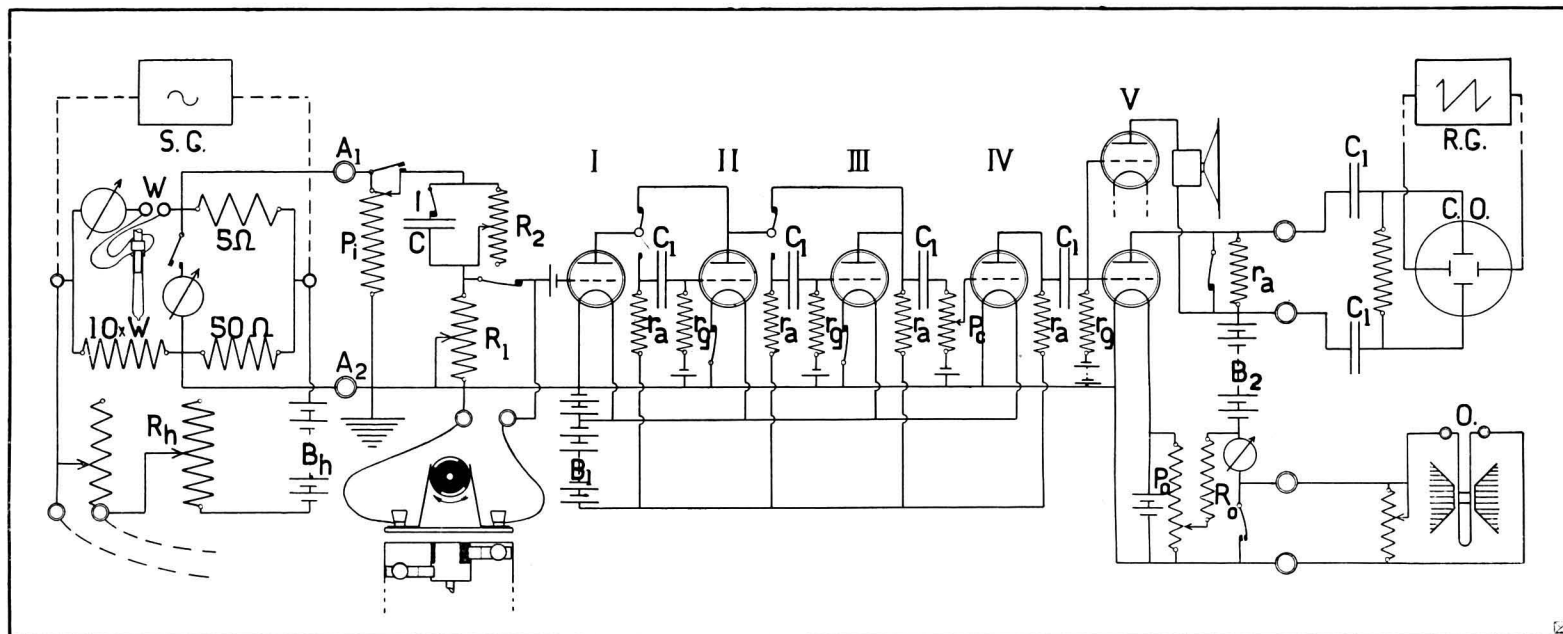 S. G.
R.G.
A1
W
5Ω
Pi
C
R2
I
II
III
IV
V
C1
C. O.
10×W
50Ω
R1
ra
C1
rg
ra
C1
rg
ra
C1
Pc
ra
C1
rg
ra
C1
A2
Rh
Bh
B1
B2
Po
Ro
O.